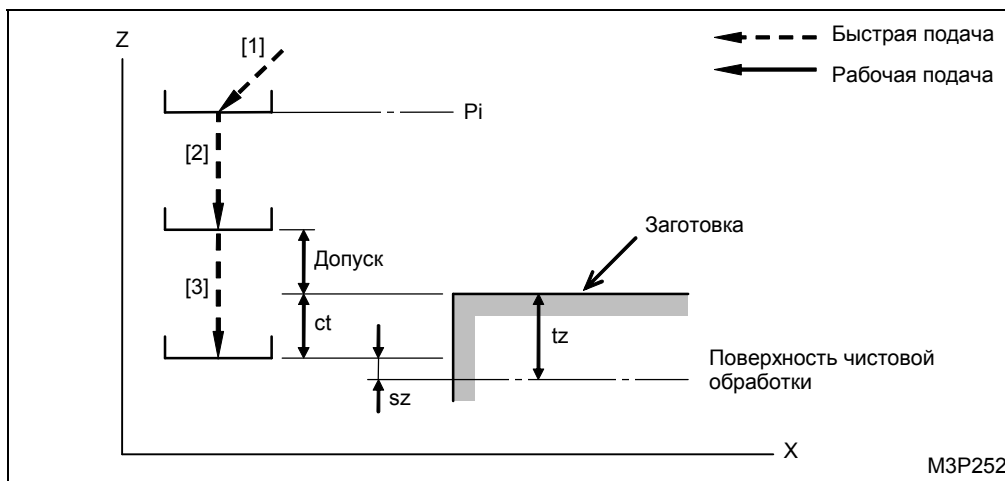 Z
[1]
Быстрая подача
Рабочая подача
Pi
[2]
Заготовка
Допуск
[3]
ct
tz
Поверхность чистовой
обработки
sz
X
M3P252